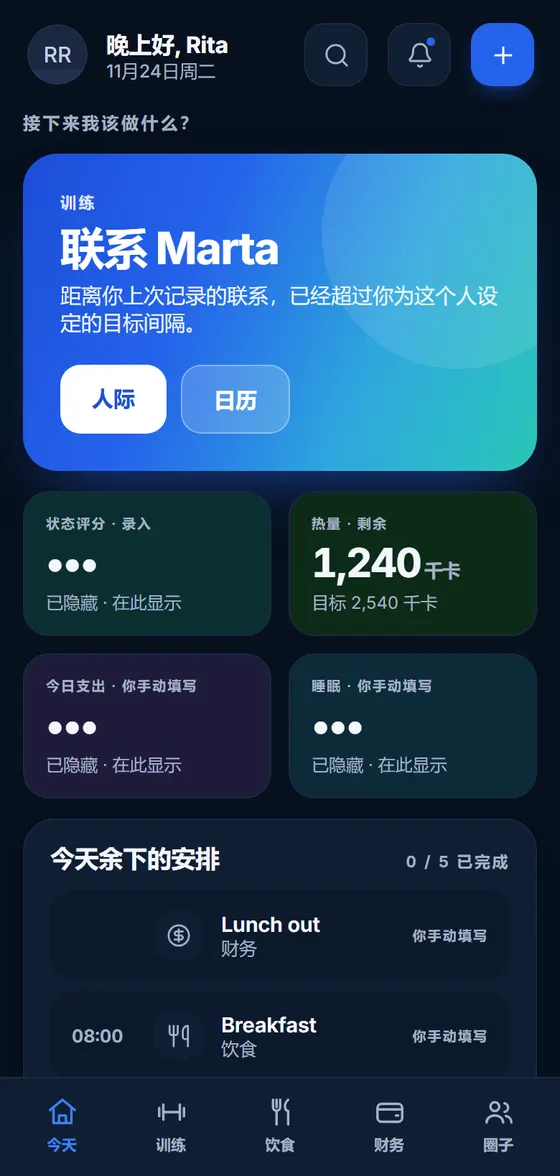 RR
晚上好, Rita
11月24日周二
接下来我该做什么？
训练
联系 Marta
距离你上次记录的联系，已经超过你为这个人设
定的目标间隔。
人际
日历
状态评分 · 录入
已隐藏 · 在此显示
热量 · 剩余
1,240千卡
目标 2,540 千卡
今日支出 · 你手动填写
已隐藏 · 在此显示
睡眠 · 你手动填写
已隐藏 · 在此显示
今天余下的安排
0 / 5 已完成
Lunch out
财务
你手动填写
08:00
Breakfast
饮食
你手动填写
今天
训练
饮食
财务
圈子